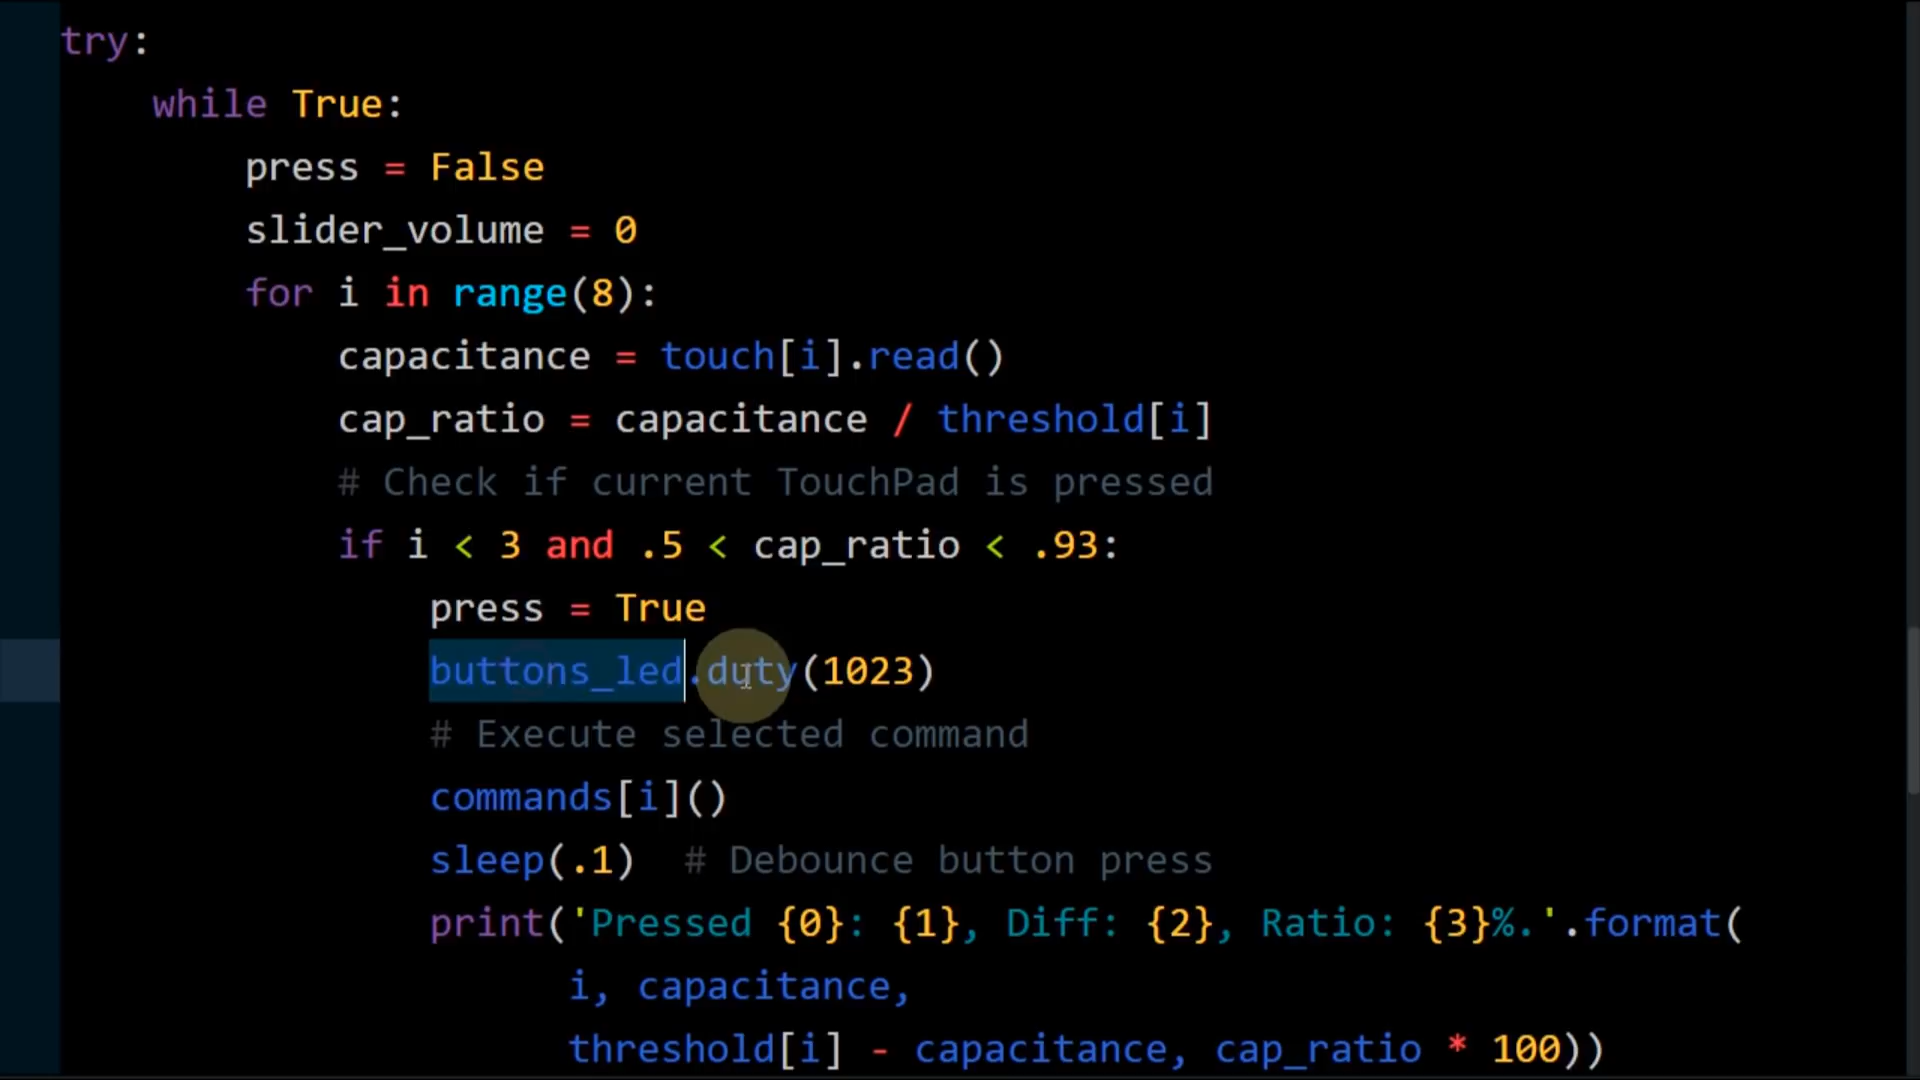 try:
    while True:
        press = False
        slider_volume = 0
        for i in range(8):
            capacitance = touch[i].read()
            cap_ratio = capacitance / threshold[i]
            # Check if current TouchPad is pressed
            if i < 3 and .5 < cap_ratio < .93:
                press = True
                buttons_led.duty(1023)
                # Execute selected command
                commands[i]()
                sleep(.1)  # Debounce button press
                print('Pressed {0}: {1}, Diff: {2}, Ratio: {3}%.'.format(
                      i, capacitance,
                      threshold[i] - capacitance, cap_ratio * 100))